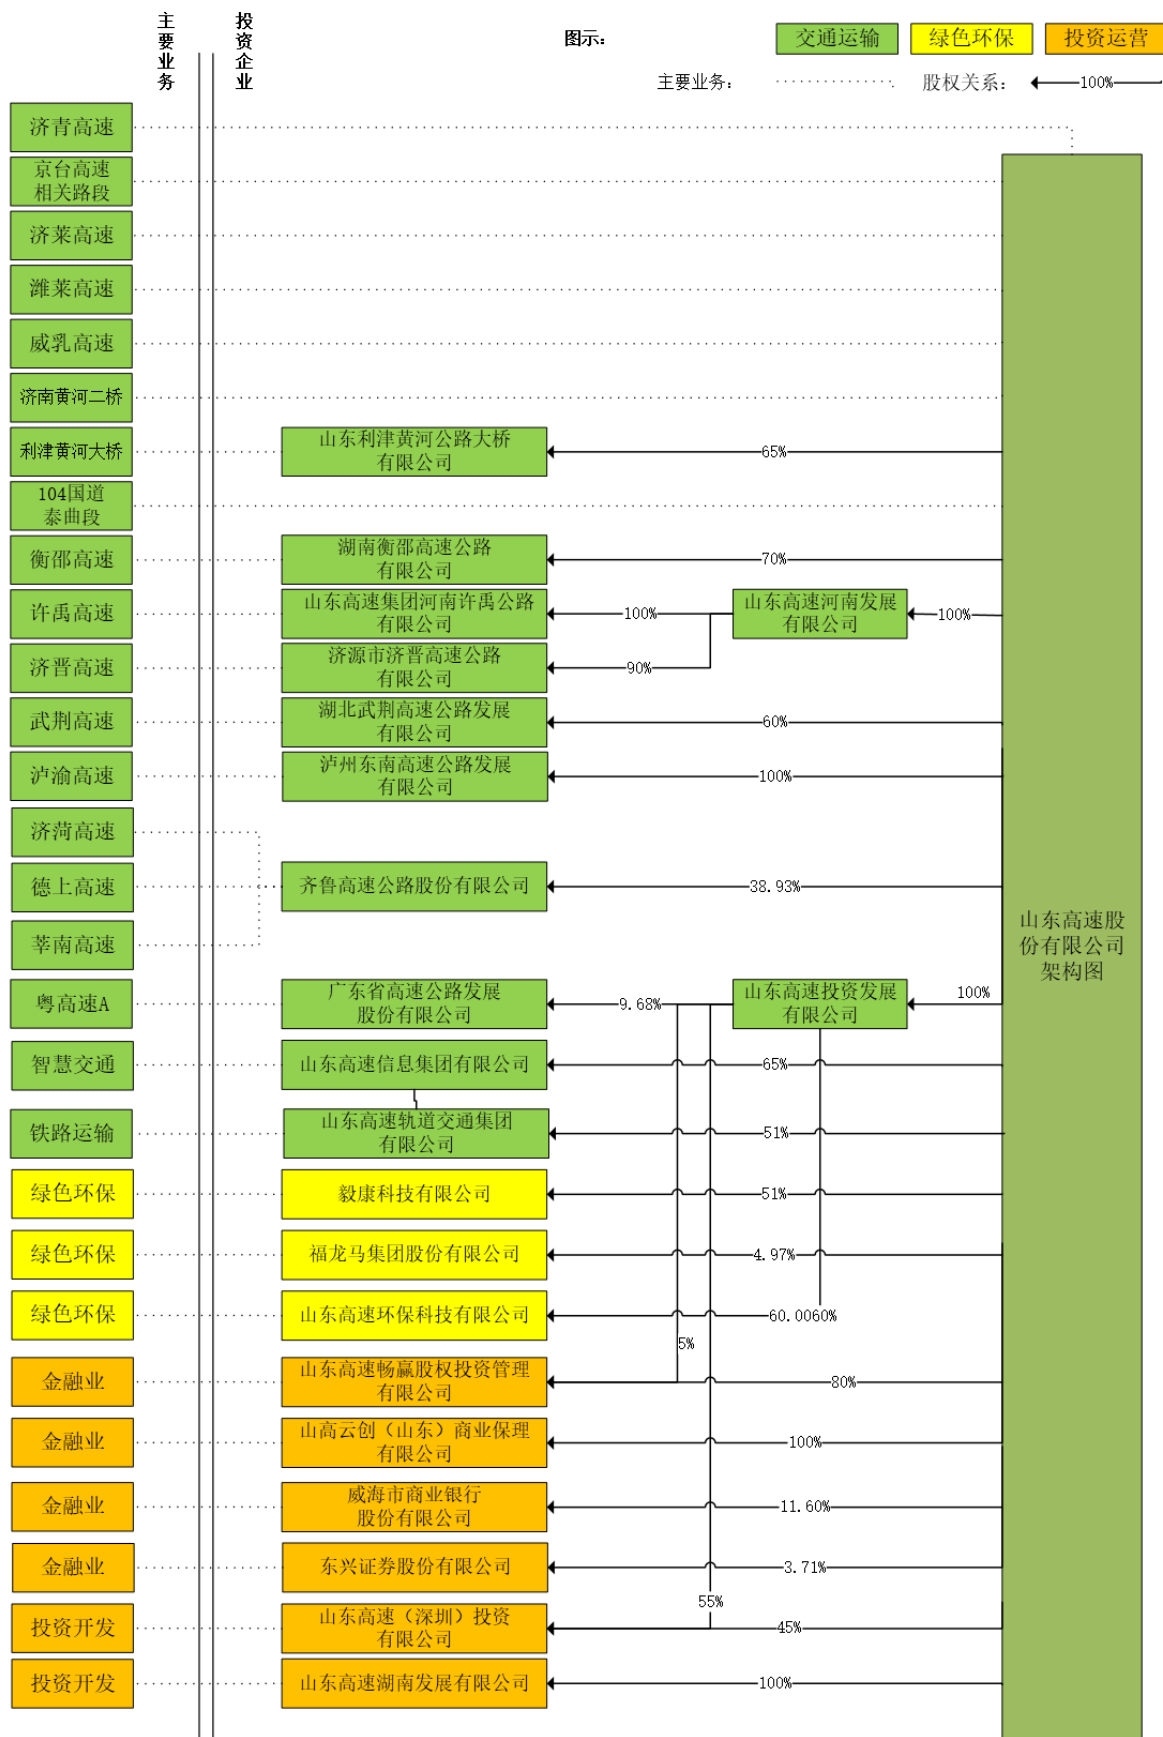 主要业务
投资企业
图示：
交通运输
绿色环保
投资运营
主要业务：
股权关系：
100%
济青高速
京台高速
相关路段
济莱高速
潍莱高速
威乳高速
济南黄河二桥
利津黄河大桥
山东利津黄河公路大桥
有限公司
65%
104国道
泰曲段
衡邵高速
湖南衡邵高速公路
有限公司
70%
许禹高速
山东高速集团河南许禹公路
有限公司
100%
山东高速河南发展
有限公司
100%
济晋高速
济源市济晋高速公路
有限公司
90%
武荆高速
湖北武荆高速公路发展
有限公司
60%
泸渝高速
泸州东南高速公路发展
有限公司
100%
济菏高速
德上高速
齐鲁高速公路股份有限公司
38.93%
莘南高速
山东高速股
份有限公司
架构图
粤高速A
广东省高速公路发展
股份有限公司
9.68%
山东高速投资发展
有限公司
100%
智慧交通
山东高速信息集团有限公司
65%
铁路运输
山东高速轨道交通集团
有限公司
51%
绿色环保
毅康科技有限公司
51%
绿色环保
福龙马集团股份有限公司
4.97%
绿色环保
山东高速环保科技有限公司
60.0060%
5%
金融业
山东高速畅赢股权投资管理
有限公司
80%
金融业
山高云创（山东）商业保理
有限公司
100%
金融业
威海市商业银行
股份有限公司
11.60%
金融业
东兴证券股份有限公司
3.71%
55%
投资开发
山东高速（深圳）投资
有限公司
45%
投资开发
山东高速湖南发展有限公司
100%